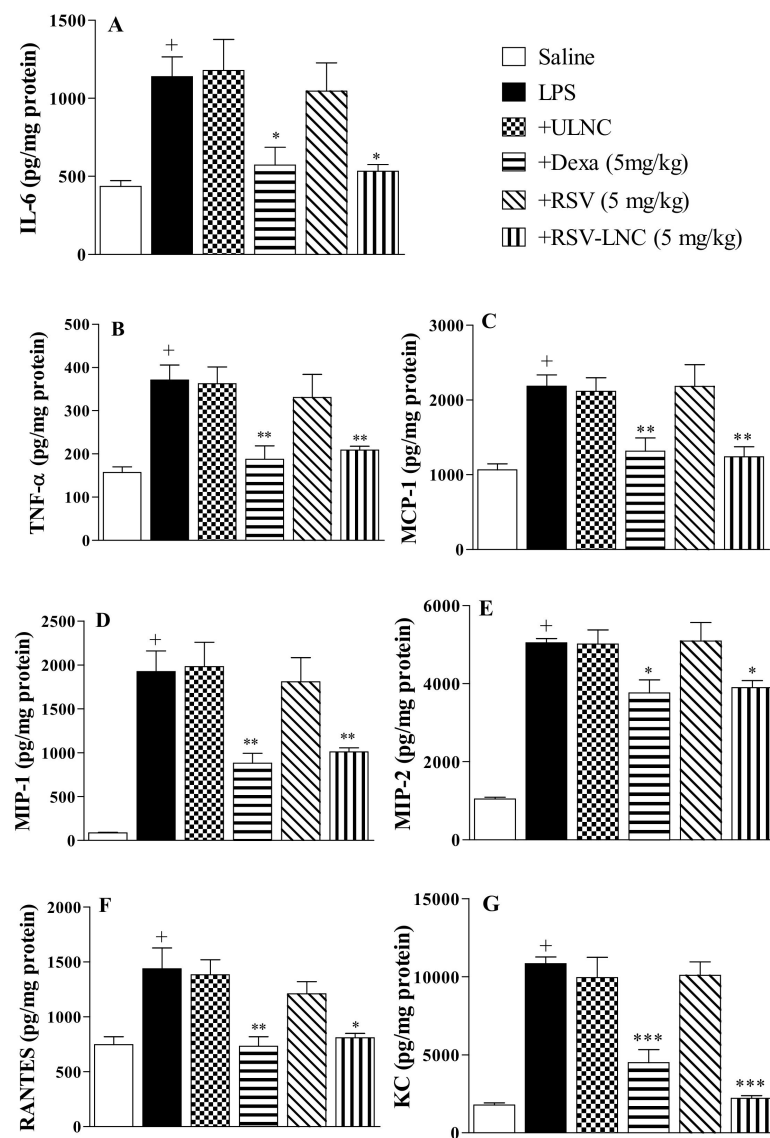 A
IL-6 (pg/mg protein)
1500
1000
500
0
+
*
*
Saline
LPS
+ULNC
+Dexa (5mg/kg)
+RSV (5 mg/kg)
+RSV-LNC (5 mg/kg)
B
TNF-α (pg/mg protein)
500
400
300
200
100
0
+
**
**
C
MCP-1 (pg/mg protein)
3000
2000
1000
0
+
**
**
D
MIP-1 (pg/mg protein)
2500
2000
1500
1000
500
0
+
**
**
E
MIP-2 (pg/mg protein)
6000
4000
2000
0
+
*
*
F
RANTES (pg/mg protein)
2000
1500
1000
500
0
+
**
*
G
KC (pg/mg protein)
15000
10000
5000
0
+
***
***